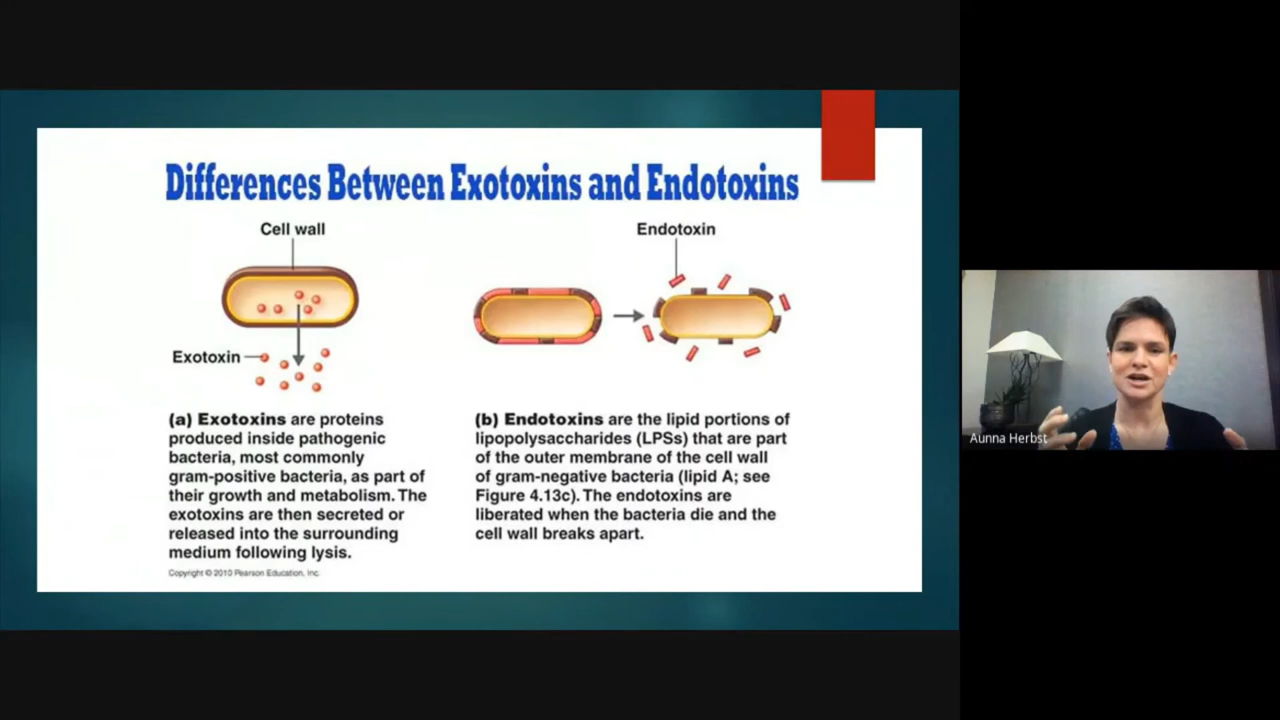 Differences Between Exotoxins and Endotoxins
Cell wall
Exotoxin
Endotoxin
(a) Exotoxins are proteins
produced inside pathogenic
bacteria, most commonly
gram-positive bacteria, as part of
their growth and metabolism. The
exotoxins are then secreted or
released into the surrounding
medium following lysis.
(b) Endotoxins are the lipid portions of
lipopolysaccharides (LPSs) that are part
of the outer membrane of the cell wall
of gram-negative bacteria (lipid A; see
Figure 4.13c). The endotoxins are
liberated when the bacteria die and the
cell wall breaks apart.
Copyright © 2010 Pearson Education, Inc.
Aunna Herbst